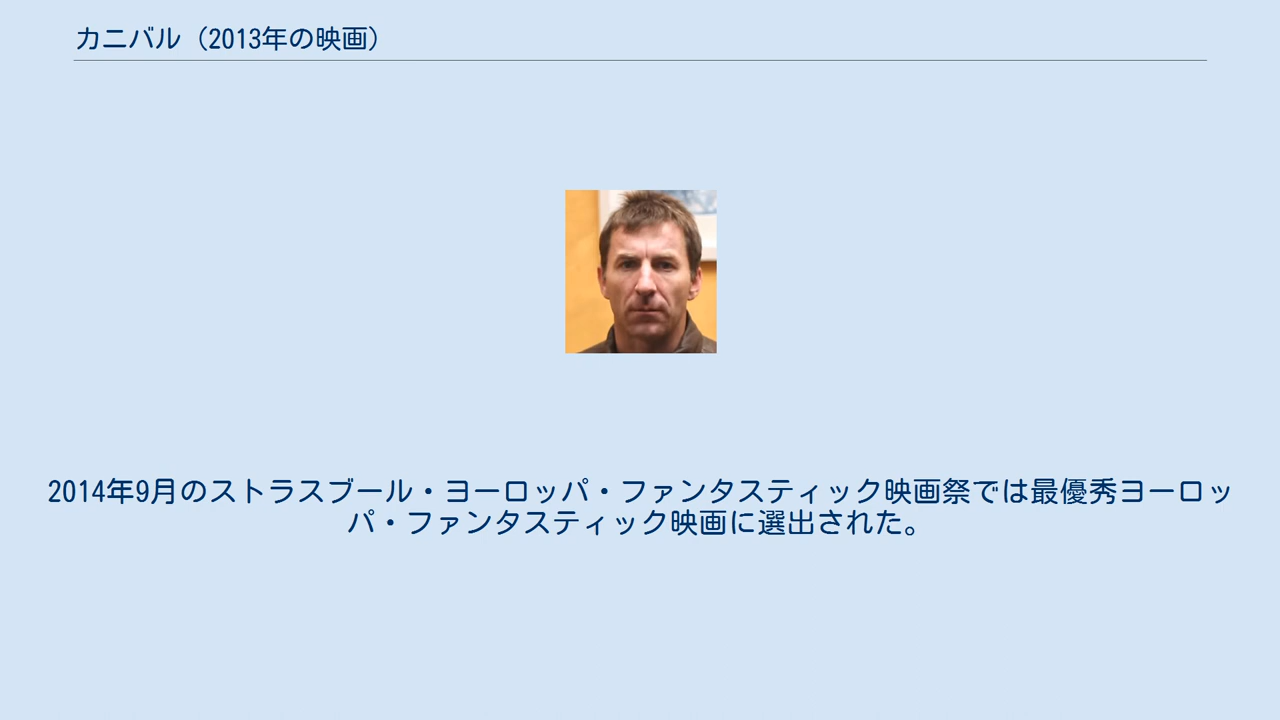 カニバル（2013年の映画）
2014年9月のストラスブール・ヨーロッパ・ファンタスティック映画祭では最優秀ヨーロッ
パ・ファンタスティック映画に選出された。